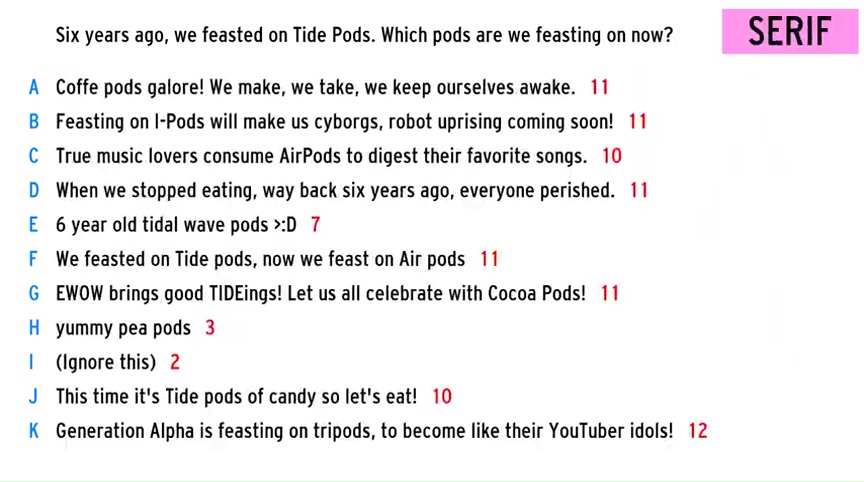 Six years ago, we feasted on Tide Pods. Which pods are we feasting on now?
SERIF
A Coffe pods galore! We make, we take, we keep ourselves awake. 11
B Feasting on I-Pods will make us cyborgs, robot uprising coming soon! 11
C True music lovers consume AirPods to digest their favorite songs. 10
D When we stopped eating, way back six years ago, everyone perished. 11
E 6 year old tidal wave pods >:D 7
F We feasted on Tide pods, now we feast on Air pods 11
G EWOW brings good TIDEings! Let us all celebrate with Cocoa Pods! 11
H yummy pea pods 3
I (Ignore this) 2
J This time it's Tide pods of candy so let's eat! 10
K Generation Alpha is feasting on tripods, to become like their YouTuber idols! 12